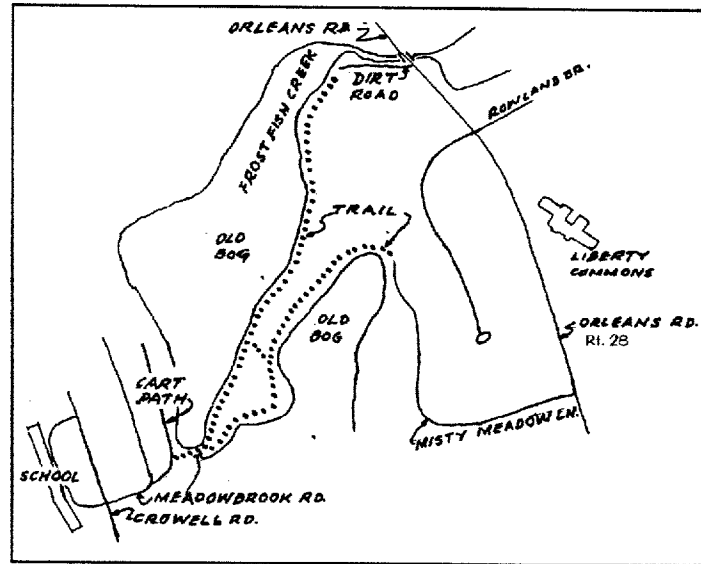 ORLEANS RD.
FROST FISH CREEK
DIRT
ROAD
ROWLAND DR.
TRAIL
OLD
BOG
LIBERTY
COMMONS
OLD
BOG
ORLEANS RD.
Rt. 28
CART
PATH
MISTY MEADOW LN.
SCHOOL
MEADOWBROOK RD.
CROWELL RD.